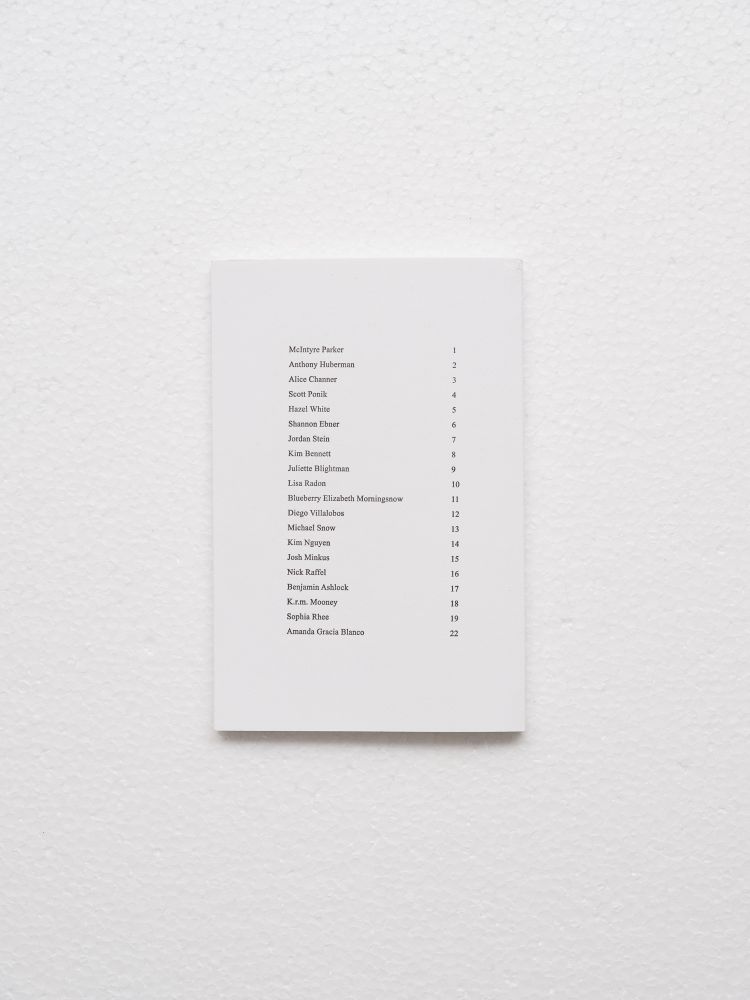 McIntyre Parker 1
Anthony Huberman 2
Alice Channer 3
Scott Ponik 4
Hazel White 5
Shannon Ebner 6
Jordan Stein 7
Kim Bennett 8
Juliette Blightman 9
Lisa Radon 10
Blueberry Elizabeth Morningsnow 11
Diego Villalobos 12
Michael Snow 13
Kim Nguyen 14
Josh Minkus 15
Nick Raffel 16
Benjamin Ashlock 17
K.r.m. Mooney 18
Sophia Rhee 19
Amanda Gracia Blanco 22